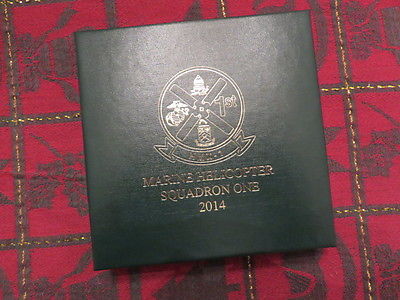 1st
MARINE HELICOPTER
SQUADRON ONE
2014